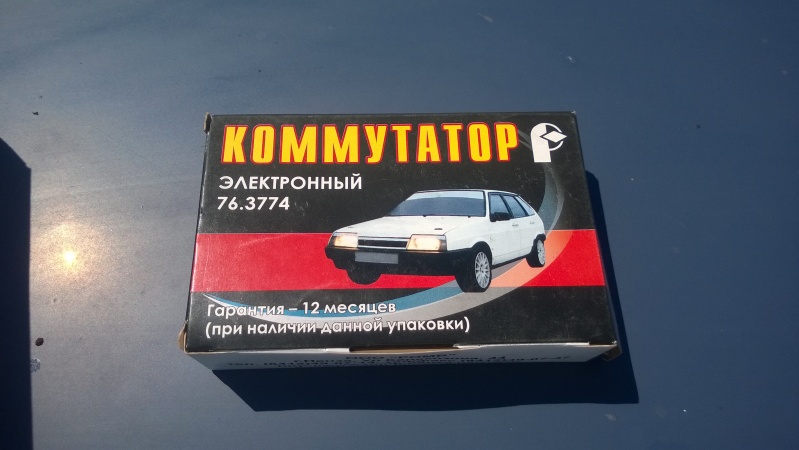 КОММУТАТОР
ЭЛЕКТРОННЫЙ
76.3774
Гарантия – 12 месяцев
(при наличии данной упаковки)